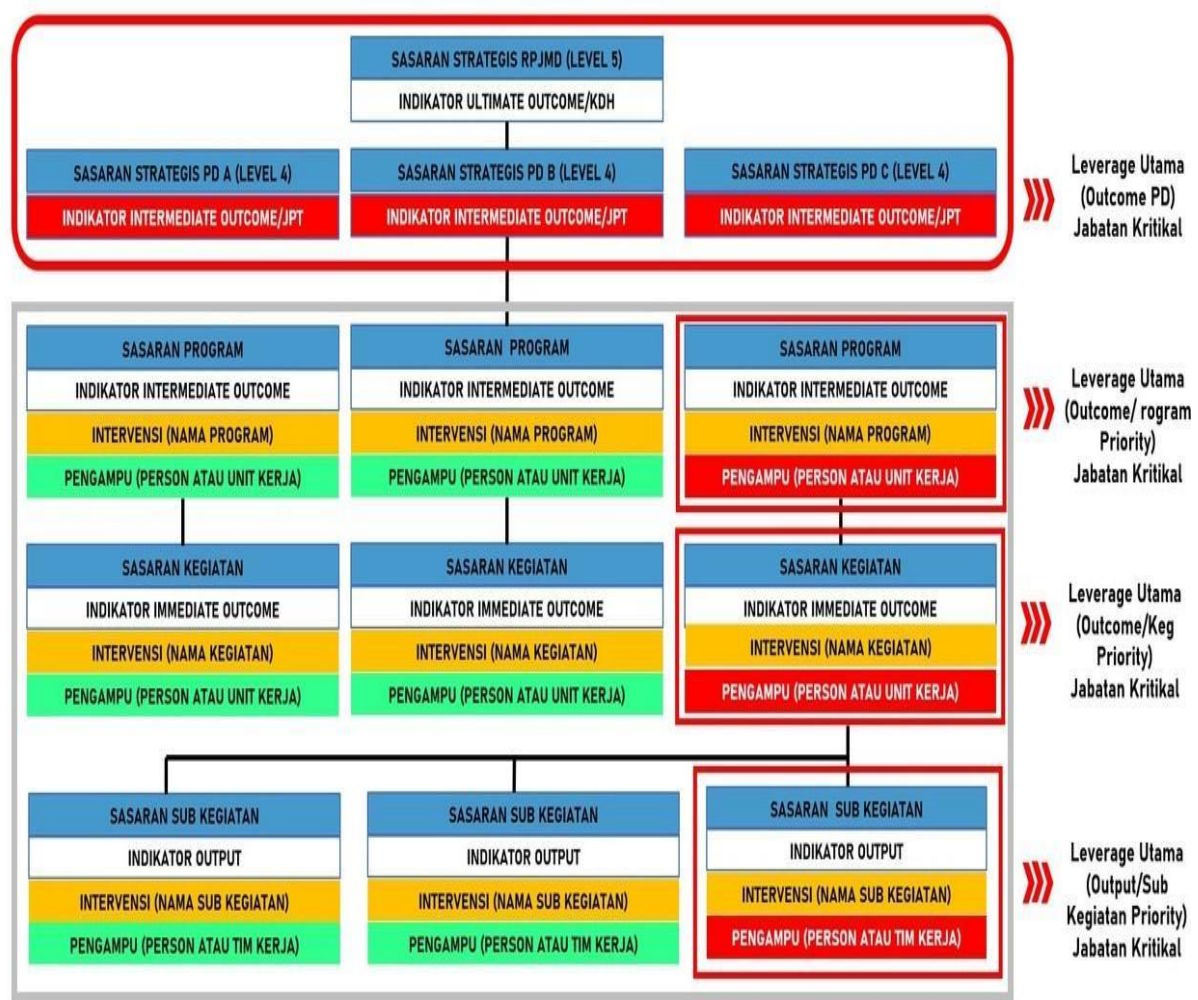 SASARAN STRATEGIS RPJMD (LEVEL 5)
INDIKATOR ULTIMATE OUTCOME/KDH
SASARAN STRATEGIS PD A (LEVEL 4)
INDIKATOR INTERMEDIATE OUTCOME/JPT
SASARAN STRATEGIS PD B (LEVEL 4)
INDIKATOR INTERMEDIATE OUTCOME/JPT
SASARAN STRATEGIS PD C (LEVEL 4)
INDIKATOR INTERMEDIATE OUTCOME/JPT
Leverage Utama
(Outcome PD)
Jabatan Kritikal
SASARAN PROGRAM
INDIKATOR INTERMEDIATE OUTCOME
INTERVENSI (NAMA PROGRAM)
PENGAMPU (PERSON ATAU UNIT KERJA)
SASARAN PROGRAM
INDIKATOR INTERMEDIATE OUTCOME
INTERVENSI (NAMA PROGRAM)
PENGAMPU (PERSON ATAU UNIT KERJA)
SASARAN PROGRAM
INDIKATOR INTERMEDIATE OUTCOME
INTERVENSI (NAMA PROGRAM)
PENGAMPU (PERSON ATAU UNIT KERJA)
Leverage Utama
(Outcome/ rogram
Priority)
Jabatan Kritikal
SASARAN KEGIATAN
INDIKATOR IMMEDIATE OUTCOME
INTERVENSI (NAMA KEGIATAN)
PENGAMPU (PERSON ATAU UNIT KERJA)
SASARAN KEGIATAN
INDIKATOR IMMEDIATE OUTCOME
INTERVENSI (NAMA KEGIATAN)
PENGAMPU (PERSON ATAU UNIT KERJA)
SASARAN KEGIATAN
INDIKATOR IMMEDIATE OUTCOME
INTERVENSI (NAMA KEGIATAN)
PENGAMPU (PERSON ATAU UNIT KERJA)
Leverage Utama
(Outcome/Keg
Priority)
Jabatan Kritikal
SASARAN SUB KEGIATAN
INDIKATOR OUTPUT
INTERVENSI (NAMA SUB KEGIATAN)
PENGAMPU (PERSON ATAU TIM KERJA)
SASARAN SUB KEGIATAN
INDIKATOR OUTPUT
INTERVENSI (NAMA SUB KEGIATAN)
PENGAMPU (PERSON ATAU TIM KERJA)
SASARAN SUB KEGIATAN
INDIKATOR OUTPUT
INTERVENSI (NAMA SUB KEGIATAN)
PENGAMPU (PERSON ATAU TIM KERJA)
Leverage Utama
(Output/Sub
Kegiatan Priority)
Jabatan Kritikal